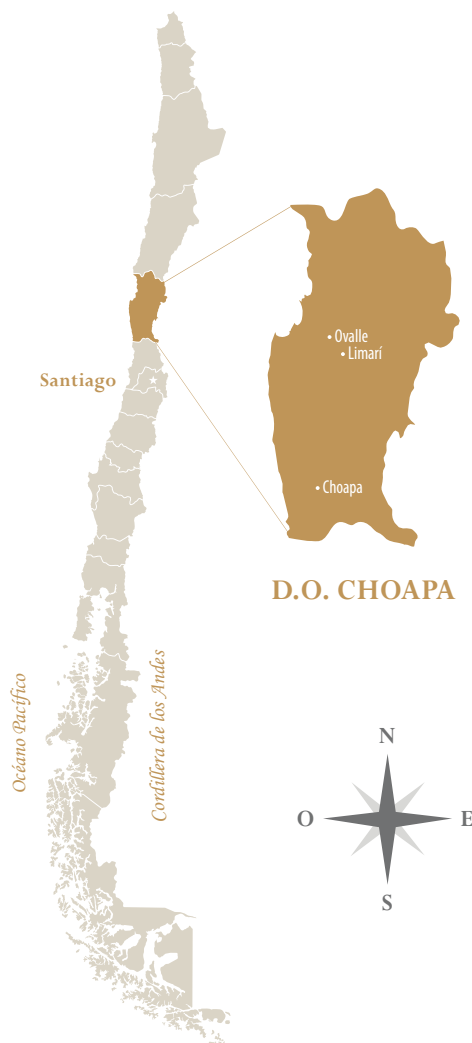 Ovalle
Limarí
Santiago
Choapa
D.O. CHOAPA
Océano Pacífico
Cordillera de los Andes
N
O
E
S